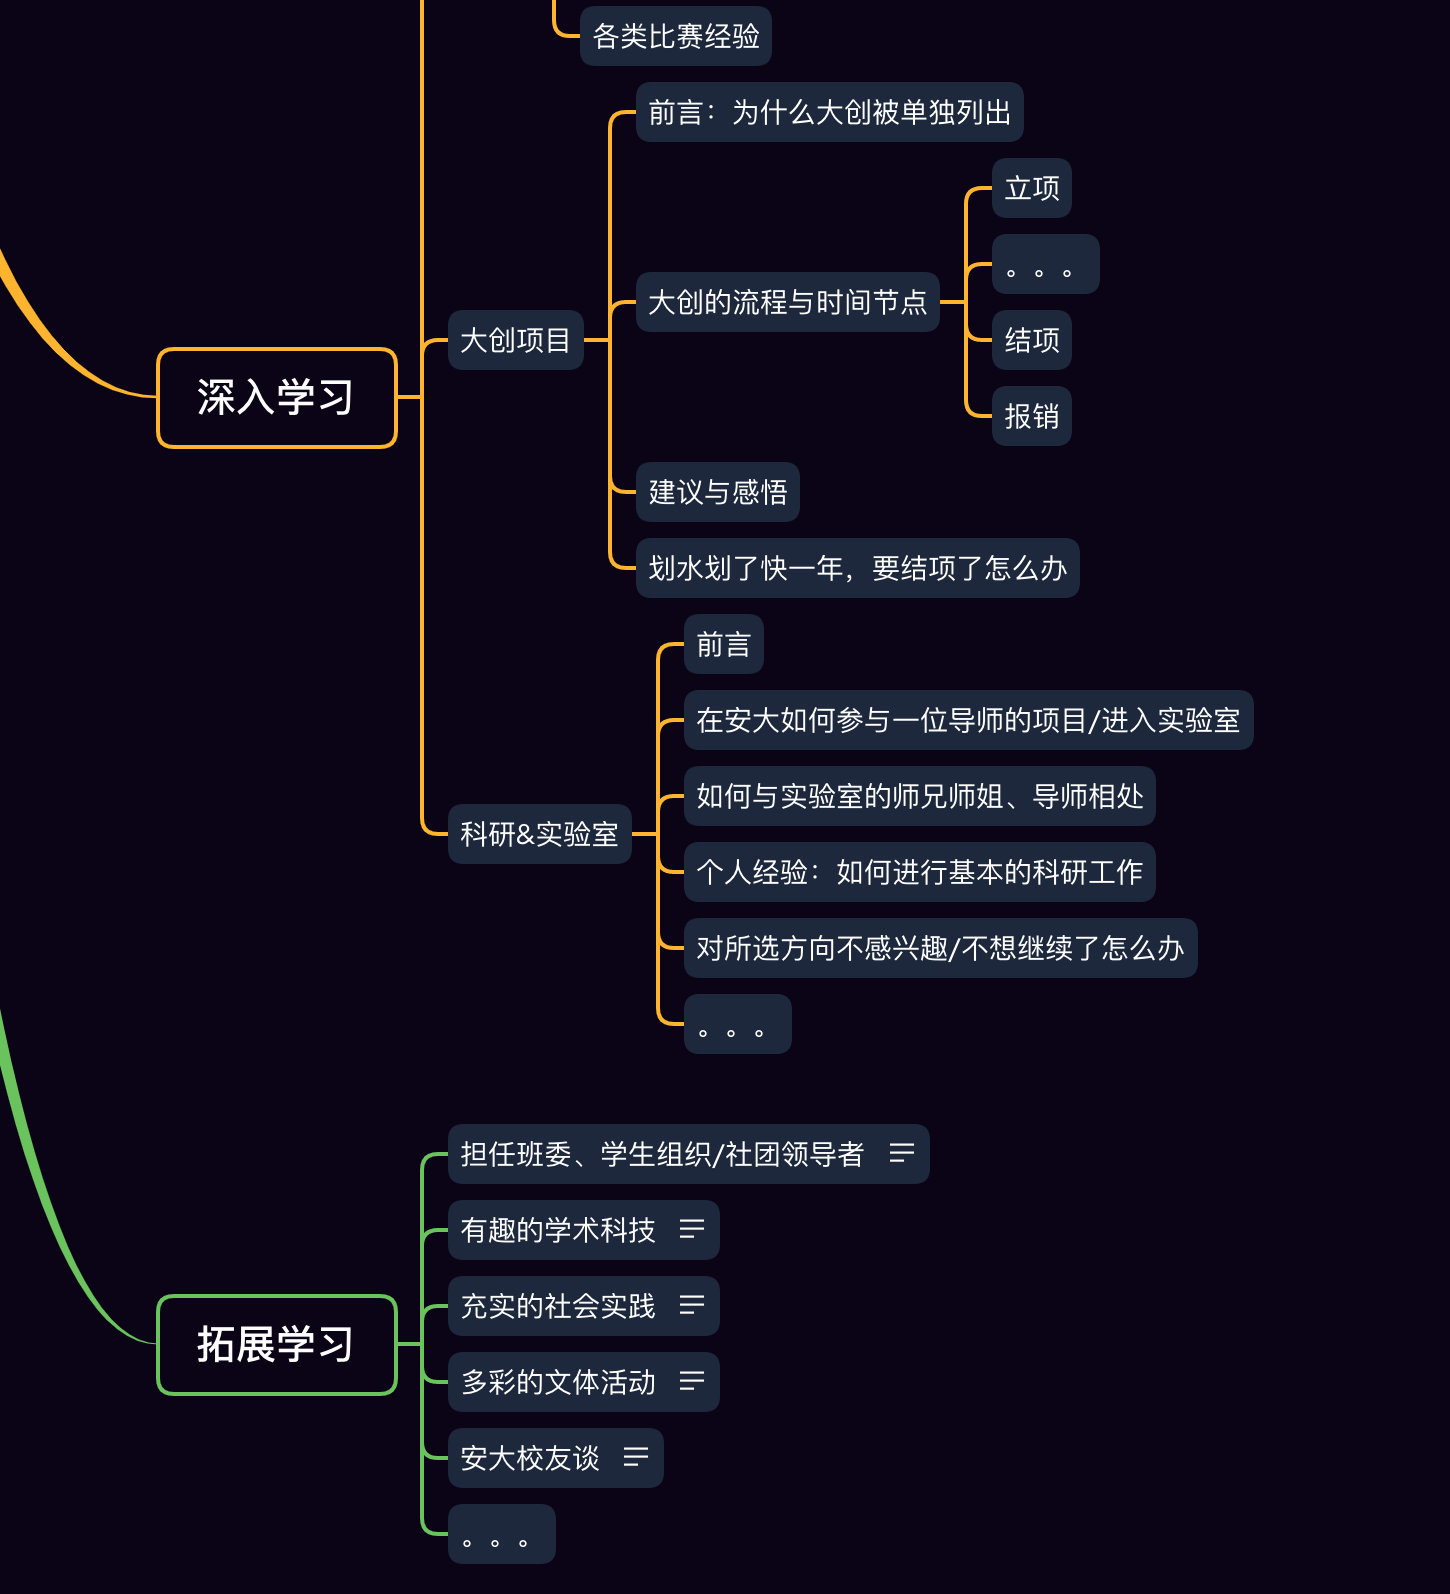 各类比赛经验
前言：为什么大创被单独列出
立项
。。。
大创的流程与时间节点
大创项目
结项
深入学习
报销
建议与感悟
划水划了快一年，要结项了怎么办
前言
在安大如何参与一位导师的项目/进入实验室
如何与实验室的师兄师姐、导师相处
科研&实验室
个人经验：如何进行基本的科研工作
对所选方向不感兴趣/不想继续了怎么办
。。。
担任班委、学生组织/社团领导者
有趣的学术科技
充实的社会实践
拓展学习
多彩的文体活动
安大校友谈
。。。